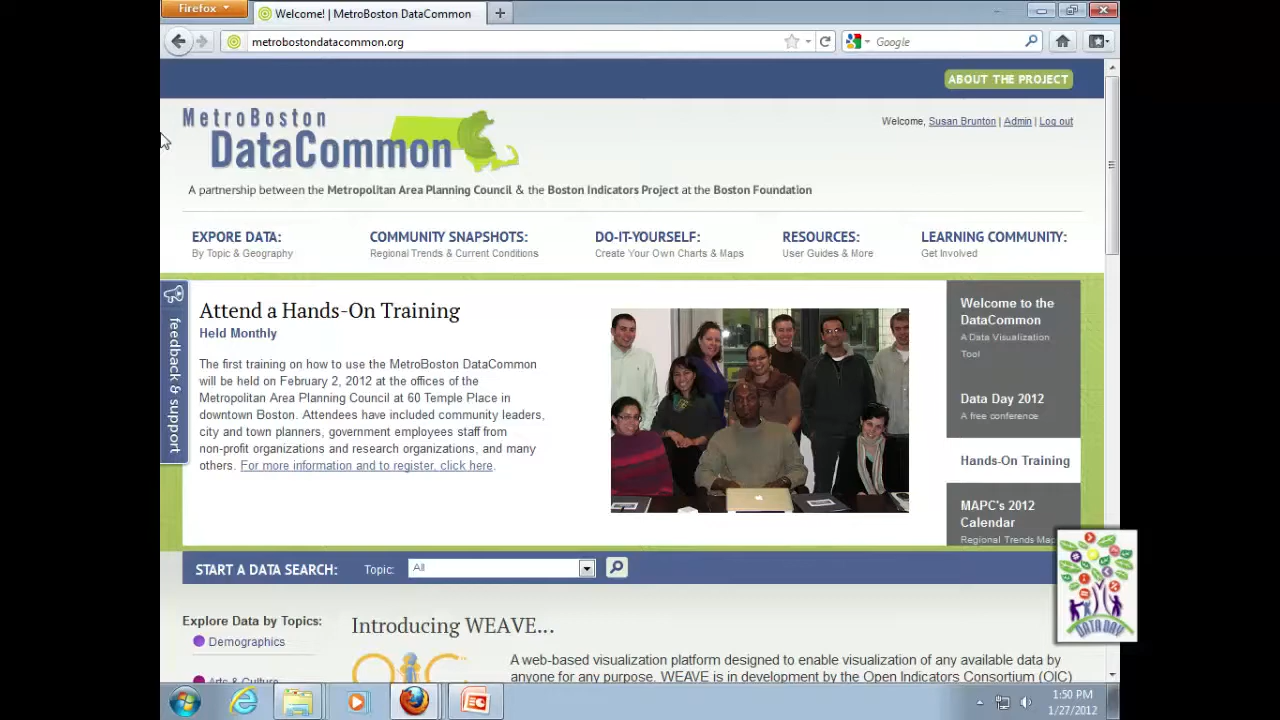 Firefox
Welcome! | MetroBoston DataCommon
metrobostondatacommon.org
Google
ABOUT THE PROJECT
MetroBoston
DataCommon
Welcome, Susan Brunton | Admin | Log out
A partnership between the Metropolitan Area Planning Council & the Boston Indicators Project at the Boston Foundation
EXPORE DATA:
By Topic & Geography
COMMUNITY SNAPSHOTS:
Regional Trends & Current Conditions
DO-IT-YOURSELF:
Create Your Own Charts & Maps
RESOURCES:
User Guides & More
LEARNING COMMUNITY:
Get Involved
feedback & support
Attend a Hands-On Training
Held Monthly
The first training on how to use the MetroBoston DataCommon
will be held on February 2, 2012 at the offices of the
Metropolitan Area Planning Council at 60 Temple Place in
downtown Boston. Attendees have included community leaders,
city and town planners, government employees staff from
non-profit organizations and research organizations, and many
others. For more information and to register, click here.
Welcome to the
DataCommon
A Data Visualization
Tool
Data Day 2012
A free conference
Hands-On Training
MAPC's 2012
Calendar
Regional Trends Map
DATA DAY
START A DATA SEARCH:
Topic:
All
Explore Data by Topics:
Demographics
Arts & Culture
Introducing WEAVE...
OIC
A web-based visualization platform designed to enable visualization of any available data by
anyone for any purpose. WEAVE is in development by the Open Indicators Consortium (OIC)
1:50 PM
1/27/2012